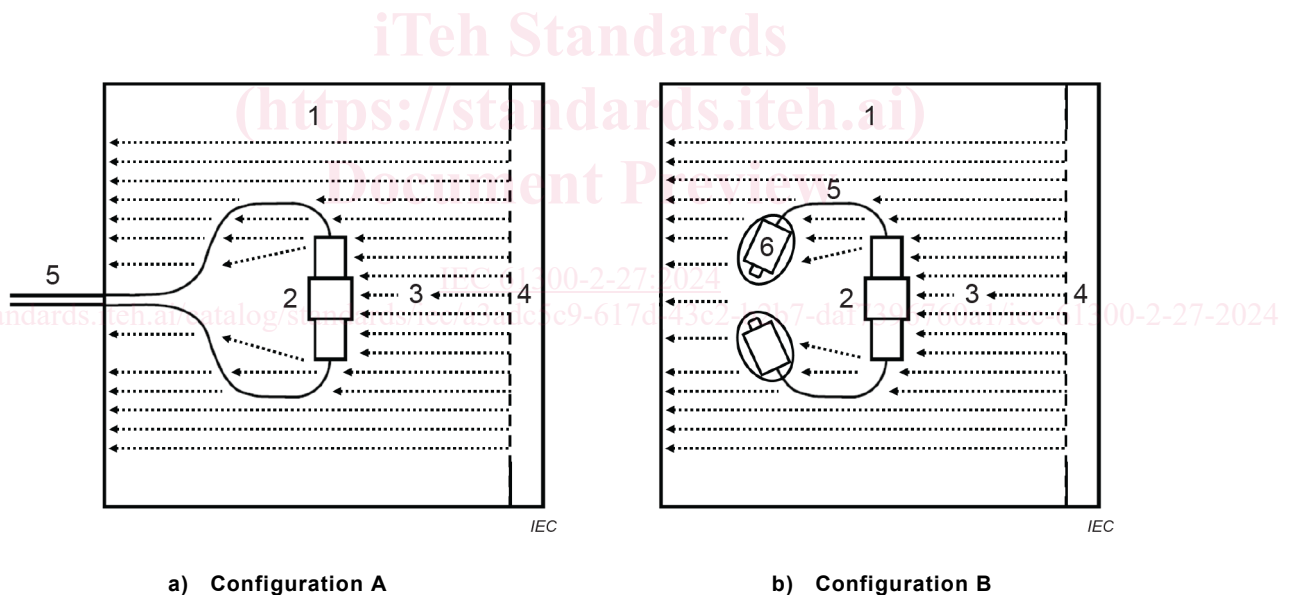 iTeh Standards
(https://standards.iteh.ai)
Document Preview
1
1
5
6
5
2
3
4
2
3
4
IEC 61300-2-27:2024
IEC
IEC
a) Configuration A
b) Configuration B